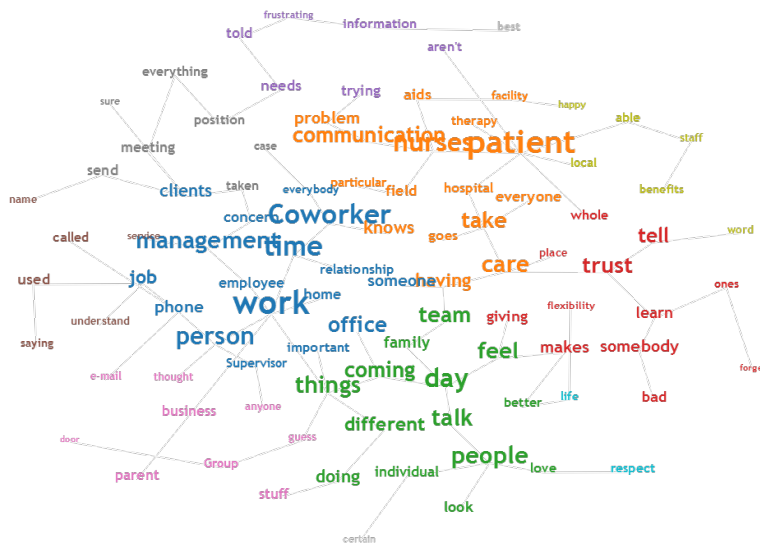 frustrating
told
information
best
aren't
everything
needs
trying
aids
facility
happy
sure
position
problem
therapy
able
staff
communication
nurses
patient
meeting
case
local
send
clients
taken
everybody
particular
field
hospital
everyone
benefits
name
concern
Coworker
knows
take
whole
called
service
management
time
goes
tell
word
relationship
place
used
job
employee
home
someone
having
care
trust
ones
phone
work
flexibility
learn
understand
office
team
giving
saying
person
important
family
feel
makes
somebody
e-mail
thought
Supervisor
coming
day
forge
things
better
life
bad
business
anyone
different
talk
door
guess
Group
people
parent
doing
individual
love
respect
stuff
look
certain